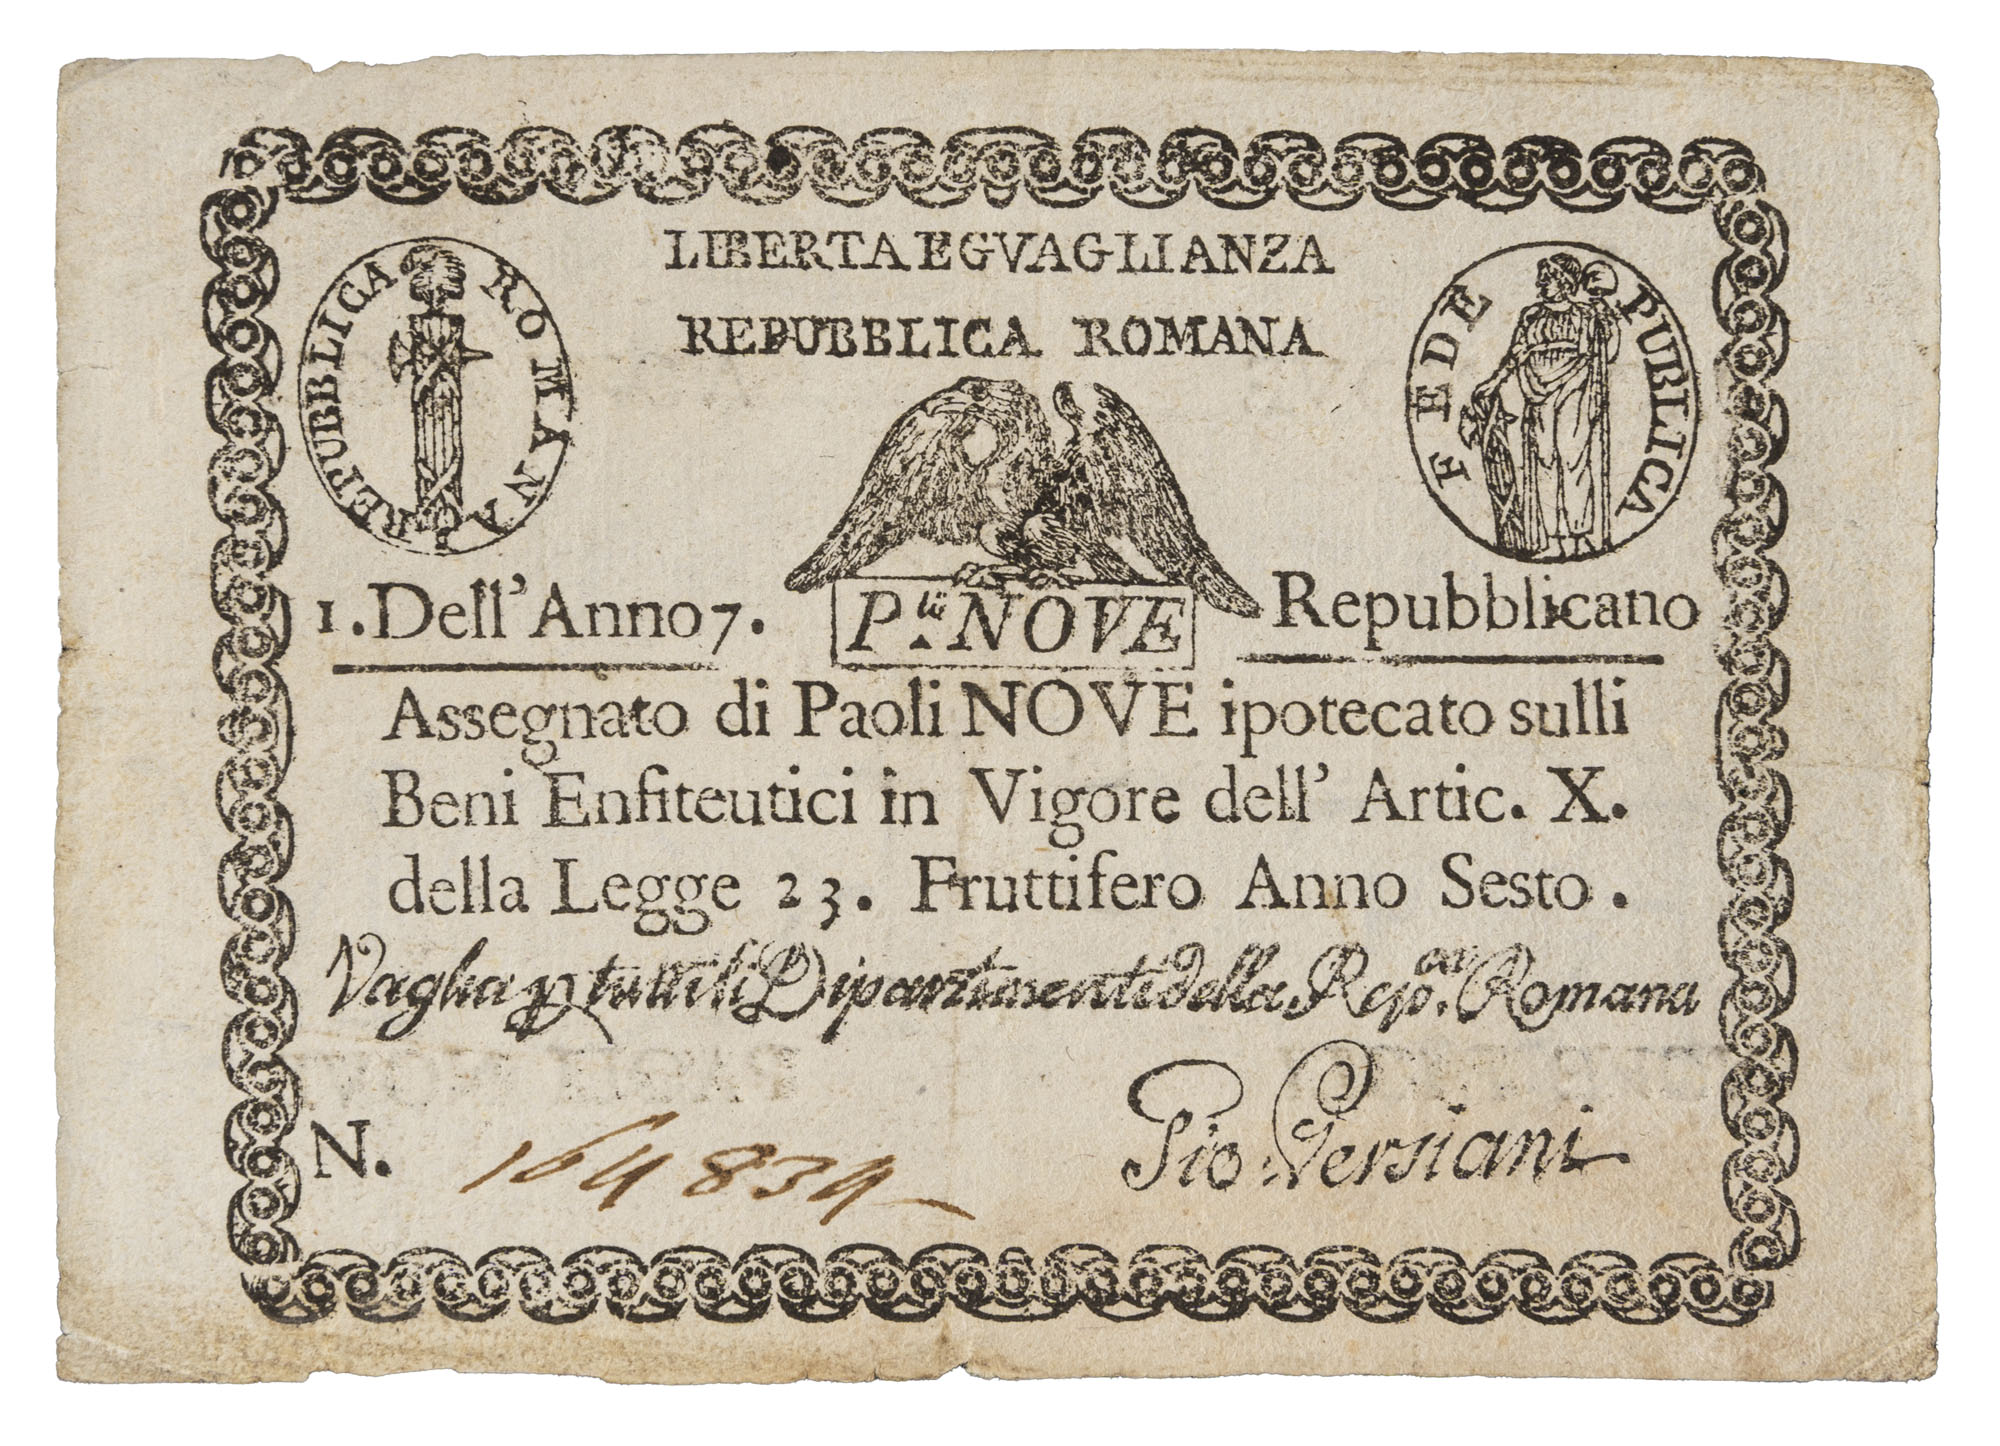 LIBERTA EGVAGLIANZA
REPUBBLICA ROMANA
REPUBBLICA ROMANA
FEDE PUBLICA
1. Dell'Anno 7.
P.lii NOVE
Repubblicano
Assegnato di Paoli NOVE ipotecato sulli
Beni Enfiteutici in Vigore dell' Artic. X.
della Legge 23. Fruttifero Anno Sesto.
Vaglia p tutti li Dipartimenti della Rep. Romana
N. 164834
Pio Persiani